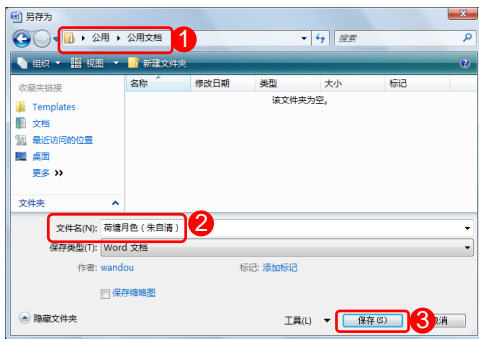 另存为
公用 公用文档 1 搜索
组织 视图 新建文件夹
收藏夹链接 名称 修改日期 类型 大小 标记
该文件夹为空。
Templates
文档
最近访问的位置
桌面
更多 >>
文件夹
文件名(N): 荷塘月色（朱自清） 2
保存类型(T): Word 文档
作者: wandou 标记: 添加标记
保存缩略图
隐藏文件夹 工具(L) 保存(S) 3 消